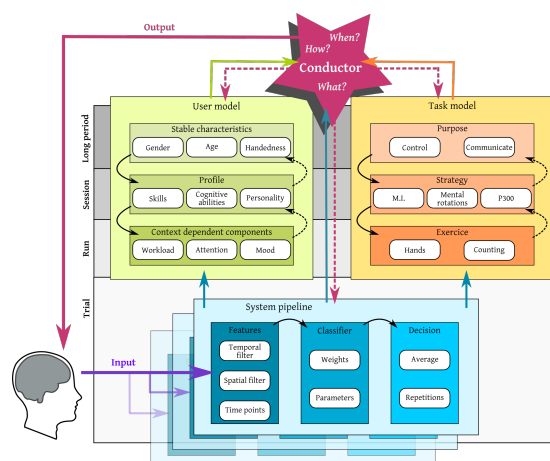 Output
When?
How?
Conductor
What?
User model
Task model
Long period
Stable characteristics
Gender
Age
Handedness
Purpose
Control
Communicate
Session
Profile
Skills
Cognitive
abilities
Personality
Strategy
M.I.
Mental
rotations
P300
Run
Context dependent components
Workload
Attention
Mood
Exercice
Hands
Counting
Trial
System pipeline
Input
Features
Temporal
filter
Spatial filter
Time points
Classifier
Weights
Parameters
Decision
Average
Repetitions